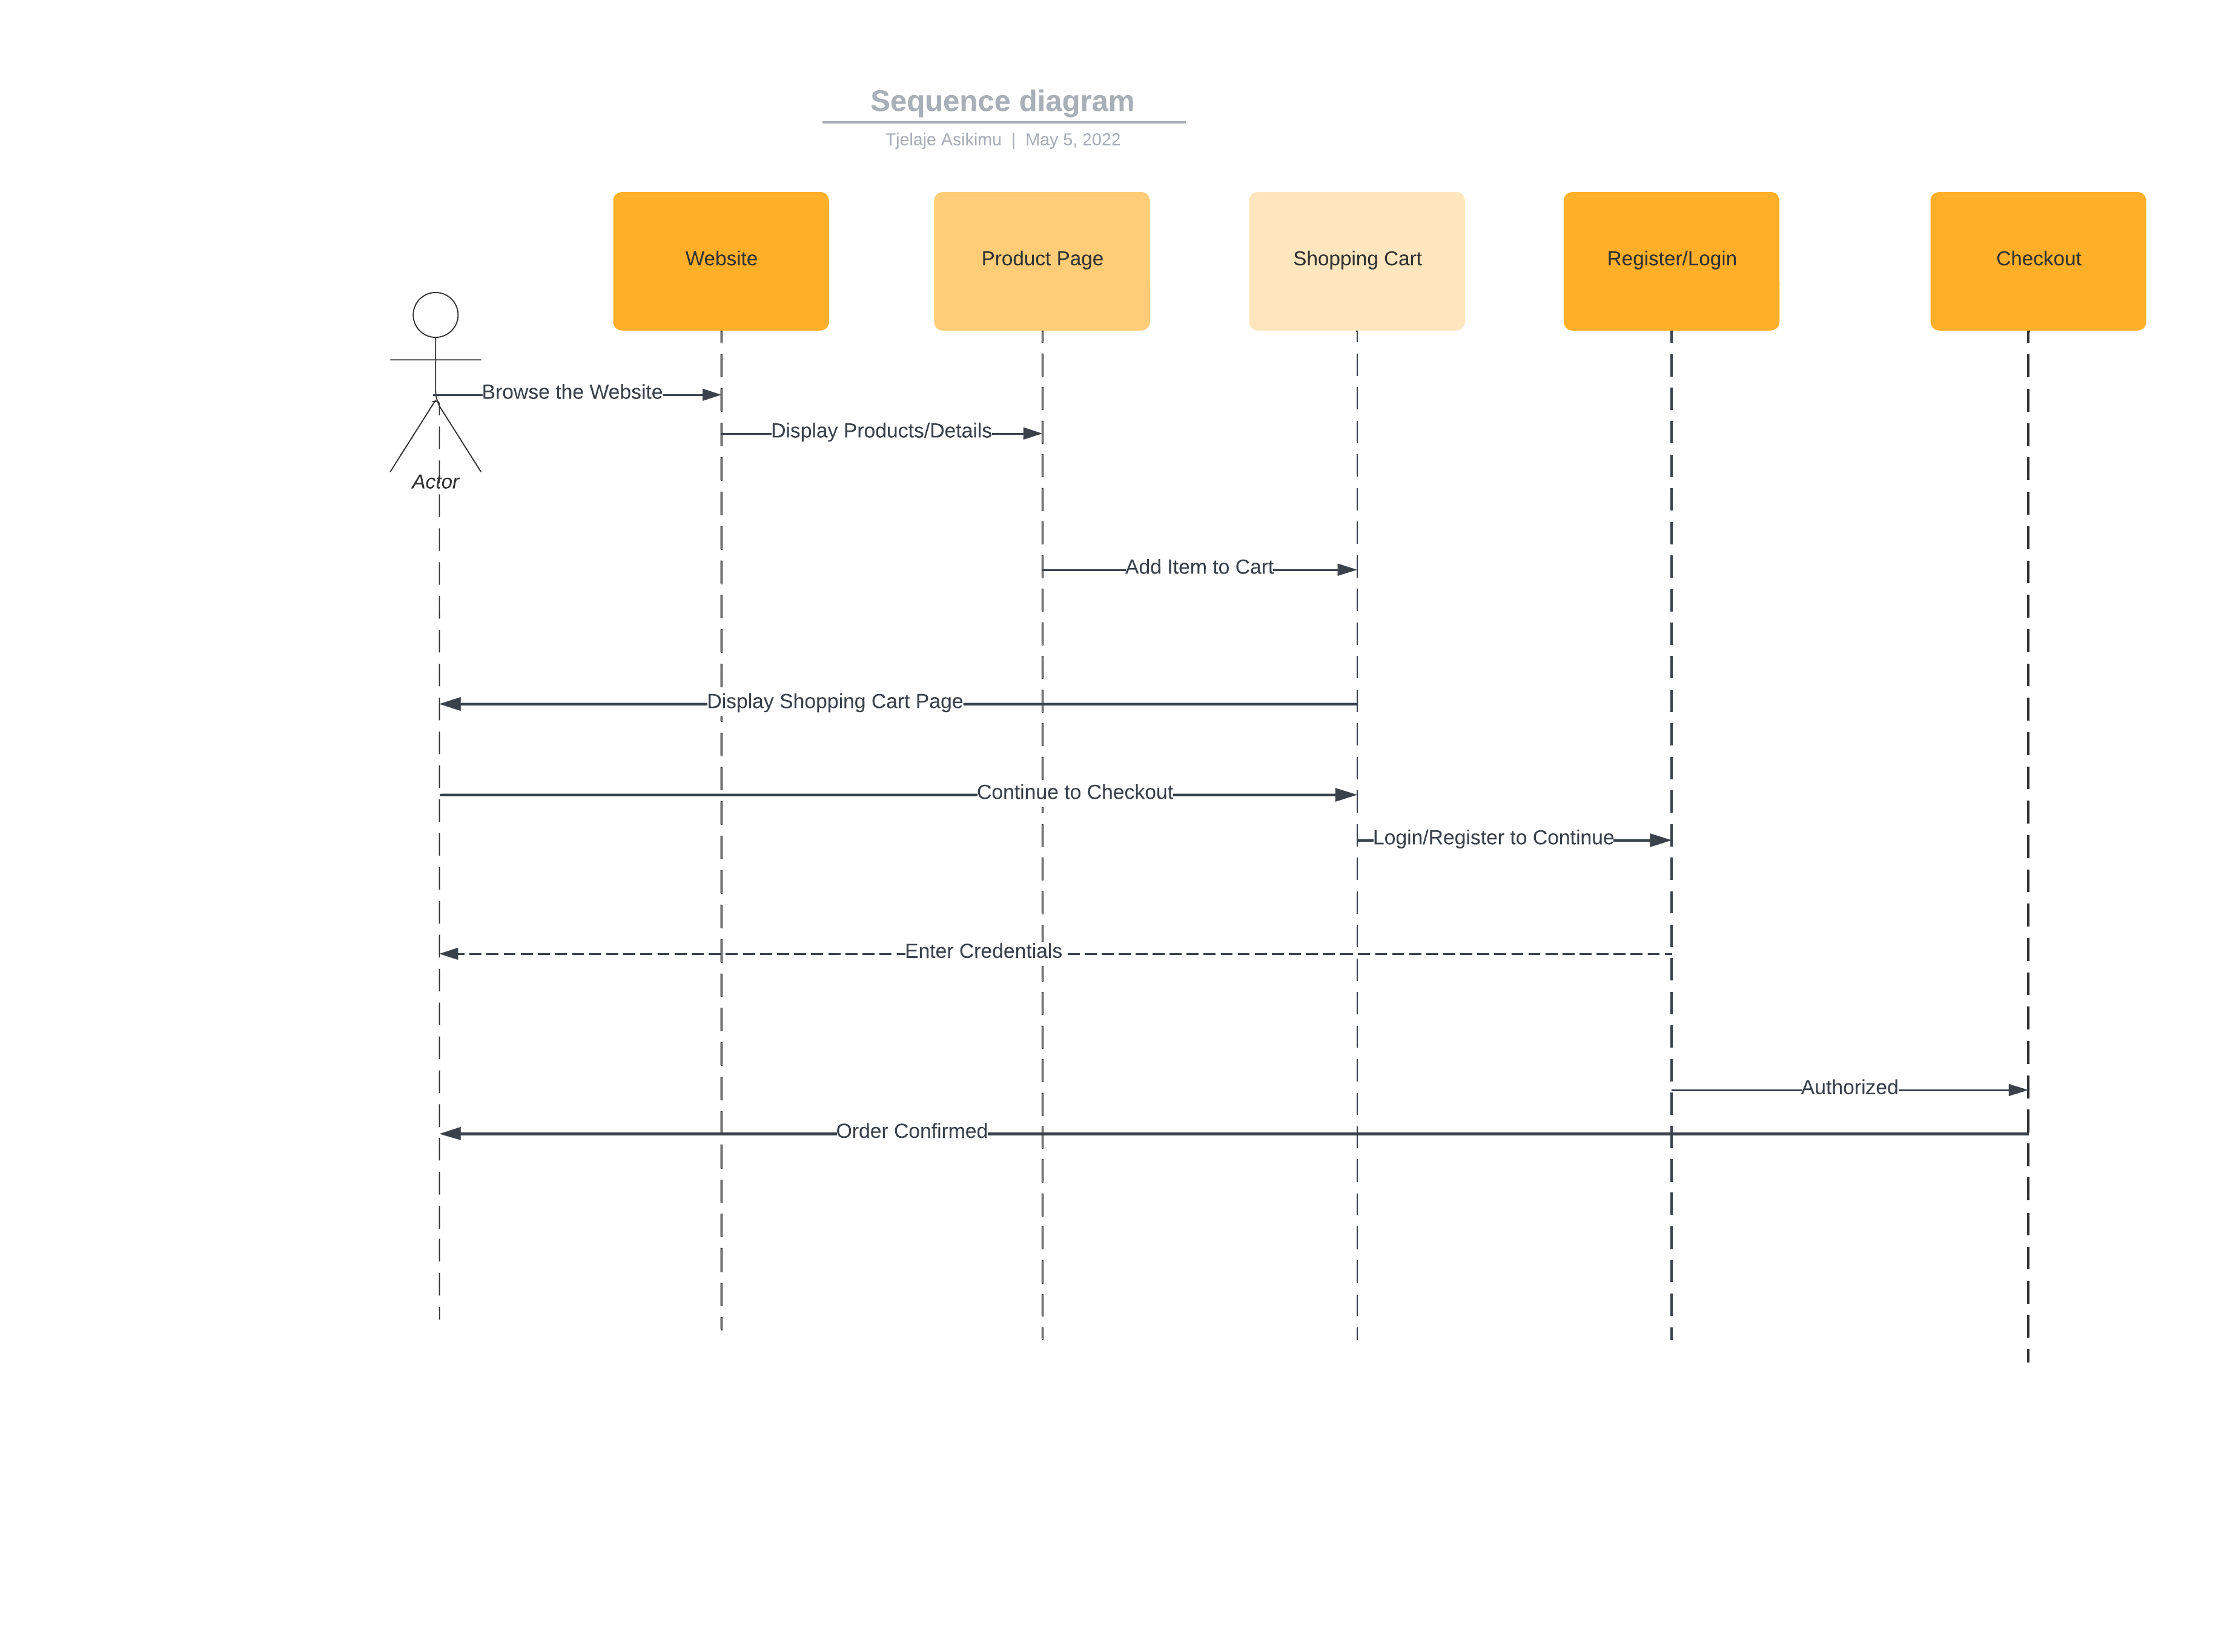 Sequence diagram
Tjelaje Asikimu | May 5, 2022
Website
Product Page
Shopping Cart
Register/Login
Checkout
Browse the Website
Display Products/Details
Actor
Add Item to Cart
Display Shopping Cart Page
Continue to Checkout
Login/Register to Continue
Enter Credentials
Authorized
Order Confirmed